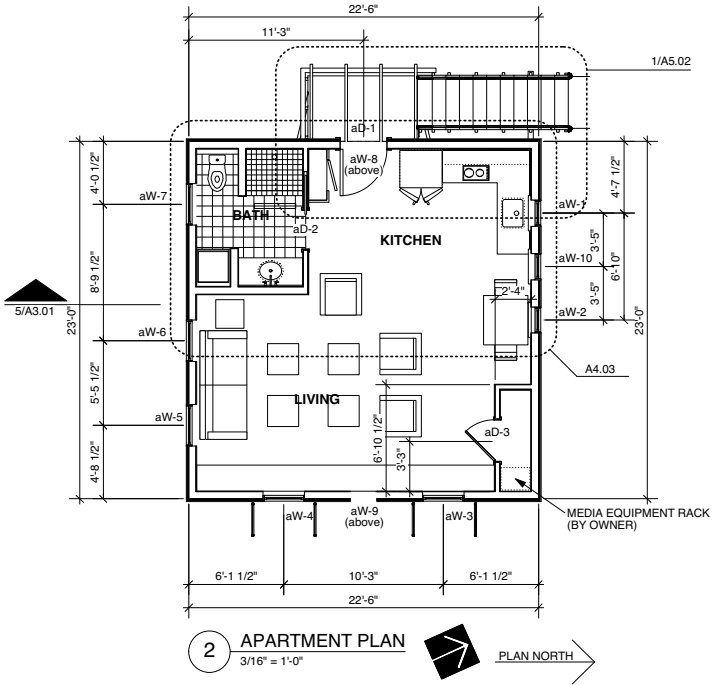 22'-6"
11'-3"
1/A5.02
aD-1
aW-8
(above)
4'-0 1/2"
4'-7 1/2"
aW-7
aW-1
BATH
aD-2
KITCHEN
3'-5"
6'-10"
aW-10
8'-9 1/2"
2'-4"
3'-5"
5/A3.01
23'-0"
aW-2
23'-0"
aW-6
A4.03
5'-5 1/2"
LIVING
aW-5
6'-10 1/2"
3'-3"
aD-3
4'-8 1/2"
aW-4
aW-9
(above)
aW-3
MEDIA EQUIPMENT RACK
(BY OWNER)
6'-1 1/2"
10'-3"
6'-1 1/2"
22'-6"
2
APARTMENT PLAN
3/16" = 1'-0"
PLAN NORTH